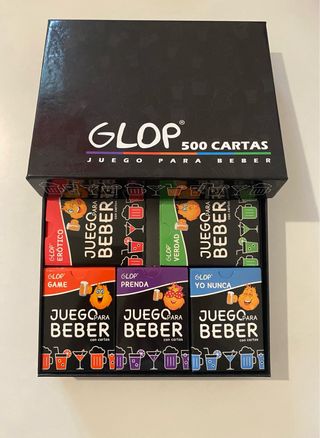 GLOP® 500 CARTAS
JUEGO PARA BEBER
GLOP®
ERÓTICO
JUEGO PARA
BEBER
GLOP®
VERDAD
JUEGO PARA
BEBER
GLOP®
GAME
JUEGO PARA
BEBER
con cartas
GLOP®
PRENDA
JUEGO PARA
BEBER
con cartas
GLOP®
YO NUNCA
JUEGO PARA
BEBER
con cartas